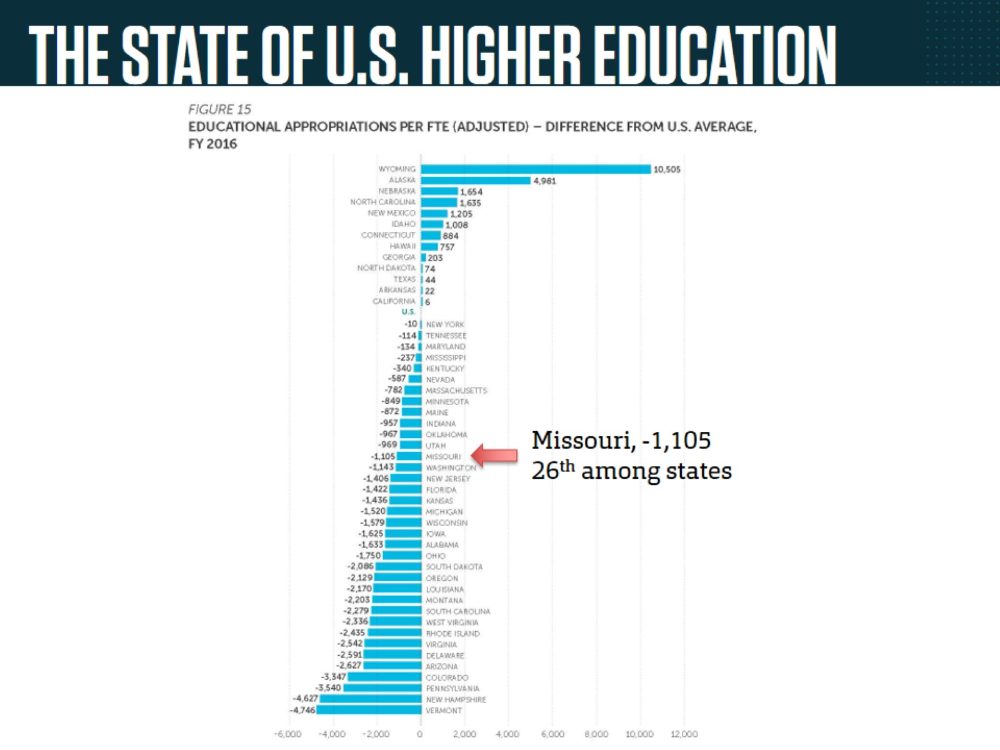 THE STATE OF U.S. HIGHER EDUCATION
FIGURE 15
EDUCATIONAL APPROPRIATIONS PER FTE (ADJUSTED) – DIFFERENCE FROM U.S. AVERAGE,
FY 2016
WYOMING 10,505
ALASKA 4,981
NEBRASKA 1,654
NORTH CAROLINA 1,635
NEW MEXICO 1,205
IDAHO 1,008
CONNECTICUT 884
HAWAII 757
GEORGIA 203
NORTH DAKOTA 74
TEXAS 44
ARKANSAS 22
CALIFORNIA 6
U.S.
-10 NEW YORK
-114 TENNESSEE
-134 MARYLAND
-237 MISSISSIPPI
-340 KENTUCKY
-587 NEVADA
-782 MASSACHUSETTS
-849 MINNESOTA
-872 MAINE
-957 INDIANA
-967 OKLAHOMA
-969 UTAH
-1,105 MISSOURI
Missouri, -1,105
26th among states
-1,143 WASHINGTON
-1,406 NEW JERSEY
-1,422 FLORIDA
-1,436 KANSAS
-1,520 MICHIGAN
-1,579 WISCONSIN
-1,625 IOWA
-1,633 ALABAMA
-1,750 OHIO
-2,086 SOUTH DAKOTA
-2,129 OREGON
-2,170 LOUISIANA
-2,203 MONTANA
-2,279 SOUTH CAROLINA
-2,336 WEST VIRGINIA
-2,435 RHODE ISLAND
-2,542 VIRGINIA
-2,591 DELAWARE
-2,627 ARIZONA
-3,347 COLORADO
-3,540 PENNSYLVANIA
-4,627 NEW HAMPSHIRE
-4,746 VERMONT
-6,000 -4,000 -2,000 0 2,000 4,000 6,000 8,000 10,000 12,000